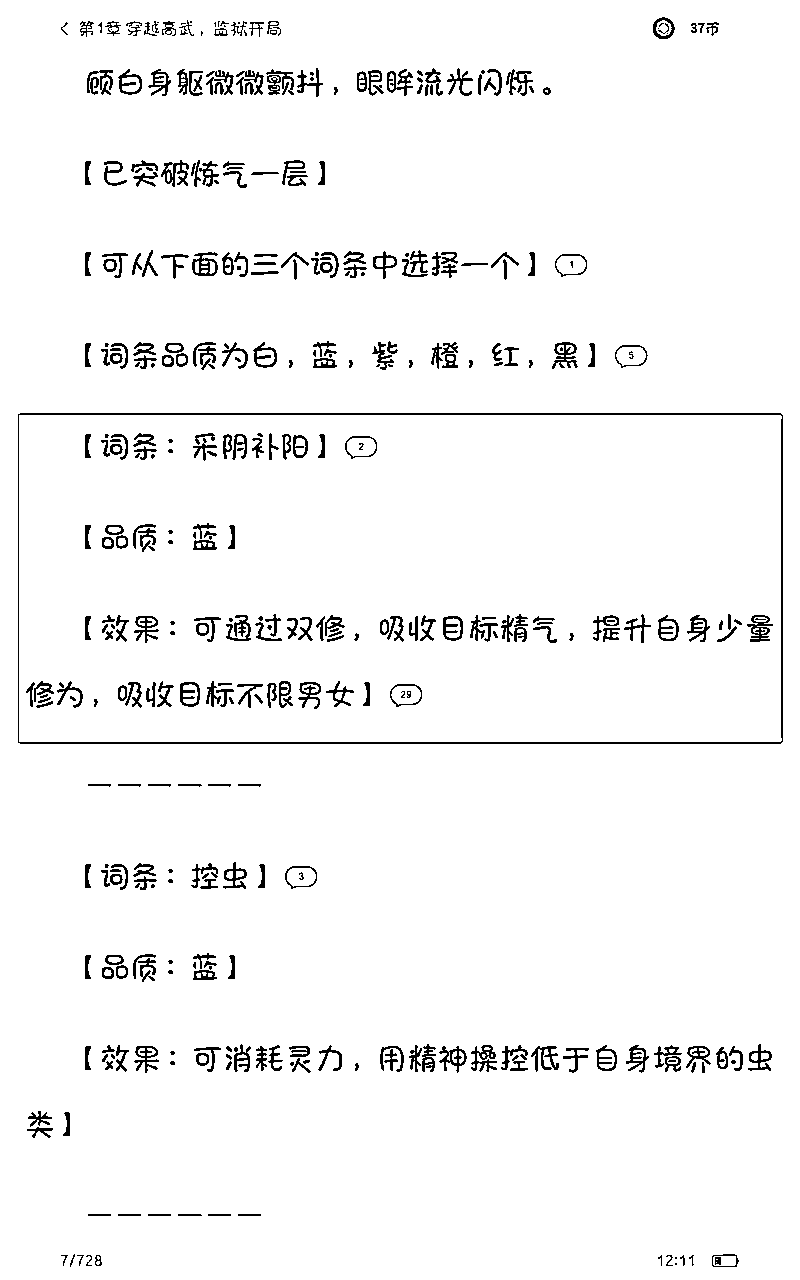 第1章 穿越高武，监狱开局
37币
顾白身躯微微颤抖，眼眸流光闪烁。
【已突破炼气一层】
【可从下面的三个词条中选择一个】 1
【词条品质为白，蓝，紫，橙，红，黑】 5
【词条：采阴补阳】 2
【品质：蓝】
【效果：可通过双修，吸收目标精气，提升自身少量
修为，吸收目标不限男女】 29
——————
【词条：控虫】 3
【品质：蓝】
【效果：可消耗灵力，用精神操控低于自身境界的虫
类】
——————
7/728
12:11